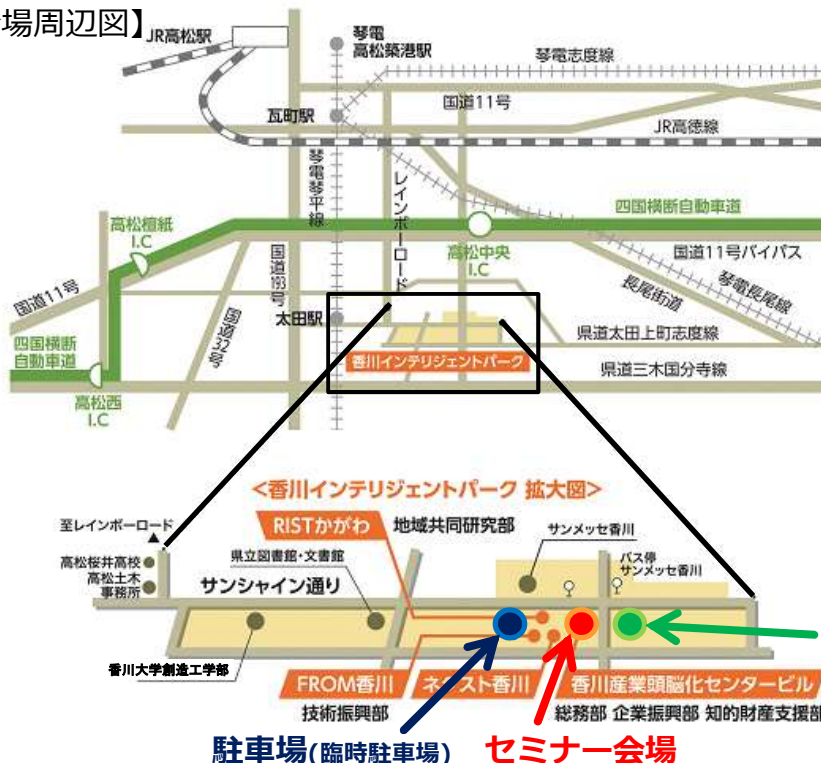 場周辺図】
JR高松駅
琴電
高松築港駅
琴電志度線
国道11号
瓦町駅
JR高徳線
琴電琴平線
レインボーロード
四国横断自動車道
高松檀紙
I.C
高松中央
I.C
国道11号バイパス
国道193号
長尾街道
琴電長尾線
国道11号
国道32号
太田駅
県道太田上町志度線
四国横断
自動車道
香川インテリジェントパーク
県道三木国分寺線
高松西
I.C
<香川インテリジェントパーク 拡大図>
至レインボーロード
RISTかがわ
地域共同研究部
サンメッセ香川
高松桜井高校
県立図書館・文書館
バス停
サンメッセ香川
高松土木
事務所
サンシャイン通り
香川大学創造工学部
FROM香川
ネクスト香川
香川産業頭脳化センタービル
技術振興部
総務部 企業振興部 知的財産支援部
駐車場(臨時駐車場)
セミナー会場